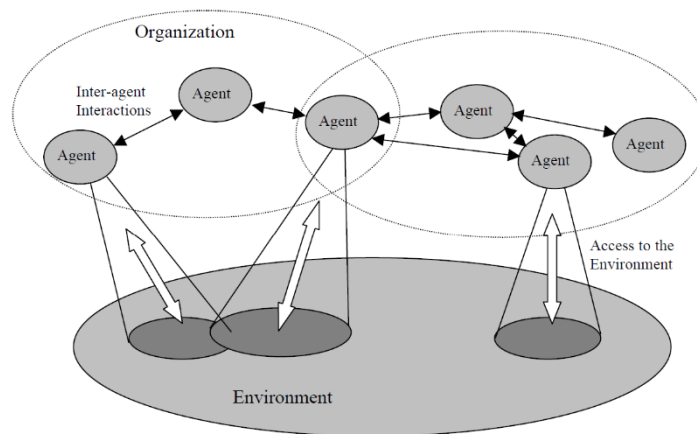 Organization
Inter-agent
Interactions
Agent
Agent
Agent
Agent
Agent
Agent
Access to the
Environment
Environment